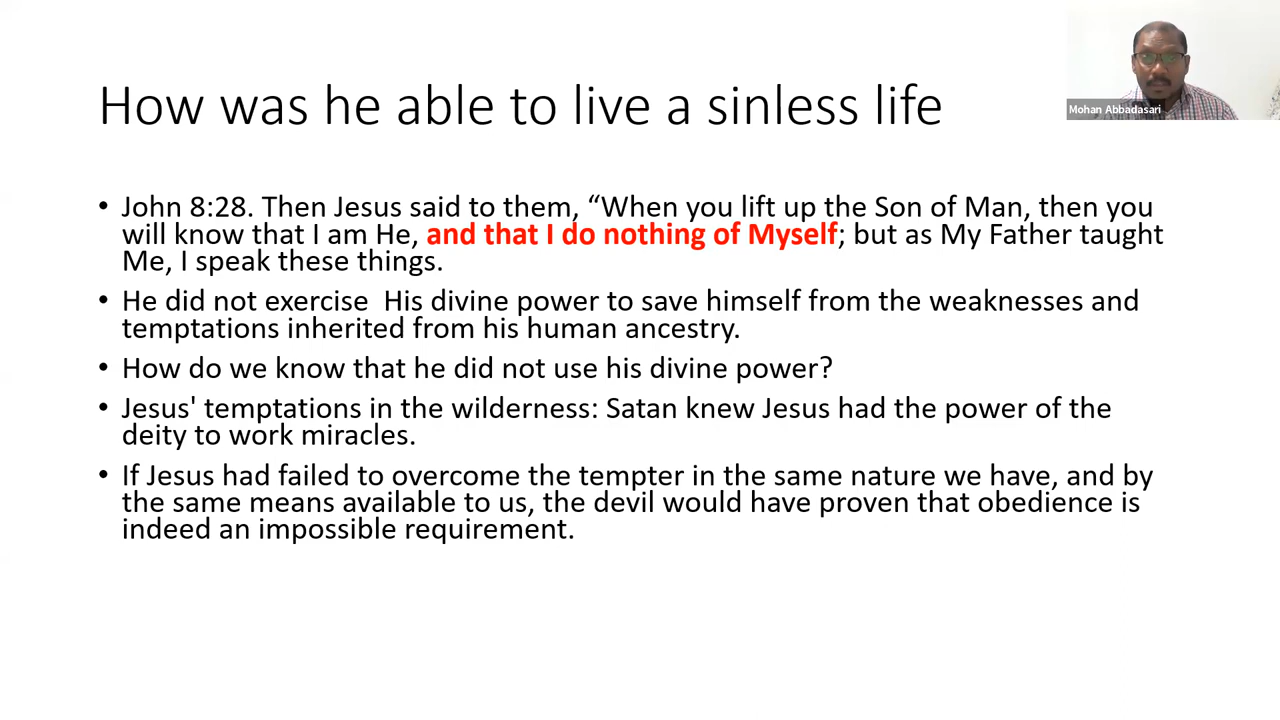 How was he able to live a sinless life
Mohan Abbadasari
• John 8:28. Then Jesus said to them, “When you lift up the Son of Man, then you
will know that I am He, and that I do nothing of Myself; but as My Father taught
Me, I speak these things.
• He did not exercise  His divine power to save himself from the weaknesses and
temptations inherited from his human ancestry.
• How do we know that he did not use his divine power?
• Jesus' temptations in the wilderness: Satan knew Jesus had the power of the
deity to work miracles.
• If Jesus had failed to overcome the tempter in the same nature we have, and by
the same means available to us, the devil would have proven that obedience is
indeed an impossible requirement.